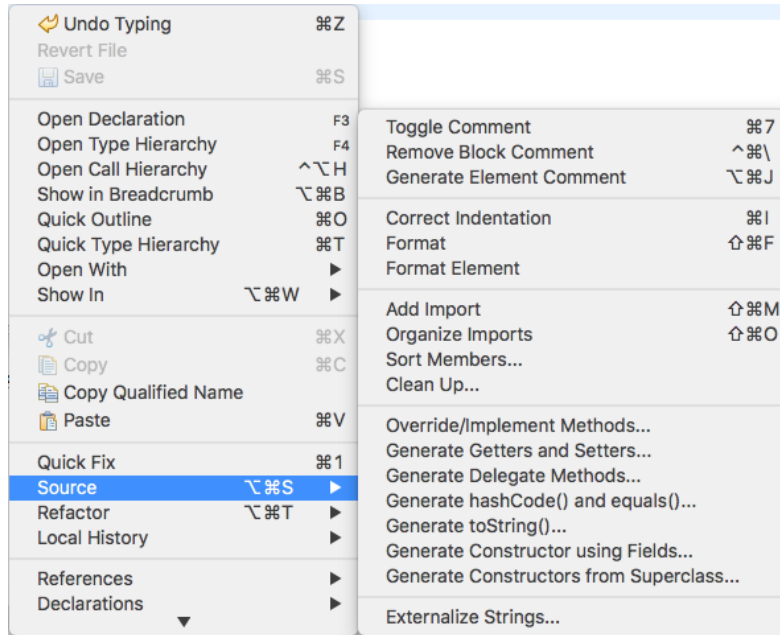 Undo Typing ⌘Z
Revert File
Save ⌘S
Open Declaration F3
Open Type Hierarchy F4
Open Call Hierarchy ^⌥H
Show in Breadcrumb ⌥⌘B
Quick Outline ⌘O
Quick Type Hierarchy ⌘T
Open With ▶
Show In ⌥⌘W ▶
Cut ⌘X
Copy ⌘C
Copy Qualified Name
Paste ⌘V
Quick Fix ⌘1
Source ⌥⌘S ▶
Refactor ⌥⌘T ▶
Local History ▶
References ▶
Declarations ▶
Toggle Comment ⌘7
Remove Block Comment ^⌘\
Generate Element Comment ⌥⌘J
Correct Indentation ⌘I
Format ⇧⌘F
Format Element
Add Import ⇧⌘M
Organize Imports ⇧⌘O
Sort Members...
Clean Up...
Override/Implement Methods...
Generate Getters and Setters...
Generate Delegate Methods...
Generate hashCode() and equals()...
Generate toString()...
Generate Constructor using Fields...
Generate Constructors from Superclass...
Externalize Strings...